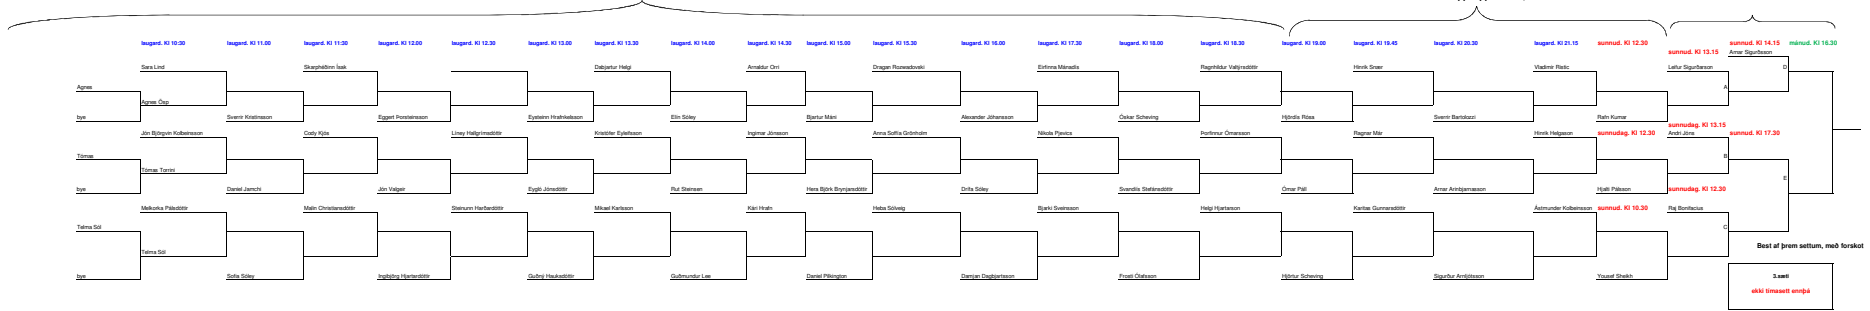 laugard. Kl 10:30 laugard. Kl 11.00 laugard. Kl 11:30 laugard. Kl 12.00 laugard. Kl 12.30 laugard. Kl 13.00 laugard. Kl 13.30 laugard. Kl 14.00 laugard. Kl 14.30 laugard. Kl 15.00 laugard. Kl 15.30 laugard. Kl 16.00 laugard. Kl 17.30 laugard. Kl 18.00 laugard. Kl 18.30 laugard. Kl 19.00 laugard. Kl 19.45 laugard. Kl 20.30 laugard. Kl 21.15 sunnud. Kl 12.30 sunnud. Kl 14.15 mánud. Kl 16.30
sunnud. Kl 13.15 Arnar Sigurðsson
Sara Lind Skarphéðinn Ísak Dabjartur Helgi Arnaldur Orri Dragan Rozwadovski Eirfinna Mánadís Ragnhildur Valtýrsdóttir Hinrik Snær Vladimir Ristic Leifur Sigurðarson D
Agnes A
Agnes Ösp
bye Sverrir Kristinsson Eggert Þorsteinsson Eysteinn Hrafnkelsson Elín Sóley Bjartur Máni Alexander Jóhansson Óskar Scheving Hjördís Rósa Sverrir Bartolozzi Rafn Kumar
sunnudag. Kl 13.15
Jón Björgvin Kolbeinsson Cody Kjós Líney Hallgrímsdóttir Kristófer Eyleifsson Ingimar Jónsson Anna Soffía Grönholm Nikola Pjevics Þorfinnur Ómarsson Ragnar Már Hinrik Helgason sunnudag. Kl 12.30 Andri Jóns sunnud. Kl 17.30
Tómas B
Tómas Torrini E
bye Daniel Jamchi Jón Valgeir Eygló Jónsdóttir Rut Steinsen Hera Björk Brynjarsdóttir Drífa Sóley Svandís Stefánsdóttir Ómar Páll Arnar Arinbjarnasson Hjalti Pálsson sunnudag. Kl 12.30
Melkorka Pálsdóttir Malin Christiansdóttir Steinunn Harðardóttir Mikael Karlsson Kári Hrafn Heba Sólveig Bjarki Sveinsson Helgi Hjartarson Karitas Gunnarsdóttir Ástmundur Kolbeinsson sunnud. Kl 10.30 Raj Bonifacius
Telma Sól C
Telma Sól Best af þrem settum, með forskot
bye Sofia Sóley Ingibjörg Hjartardóttir Guðný Hauksdóttir Guðmundur Lee Daniel Pilkington Damjan Dagbjartsson Frosti Ólafsson Hjörtur Scheving Sigurður Arnljótsson Yousef Sheikh 3.sæti
ekki tímasett ennþá